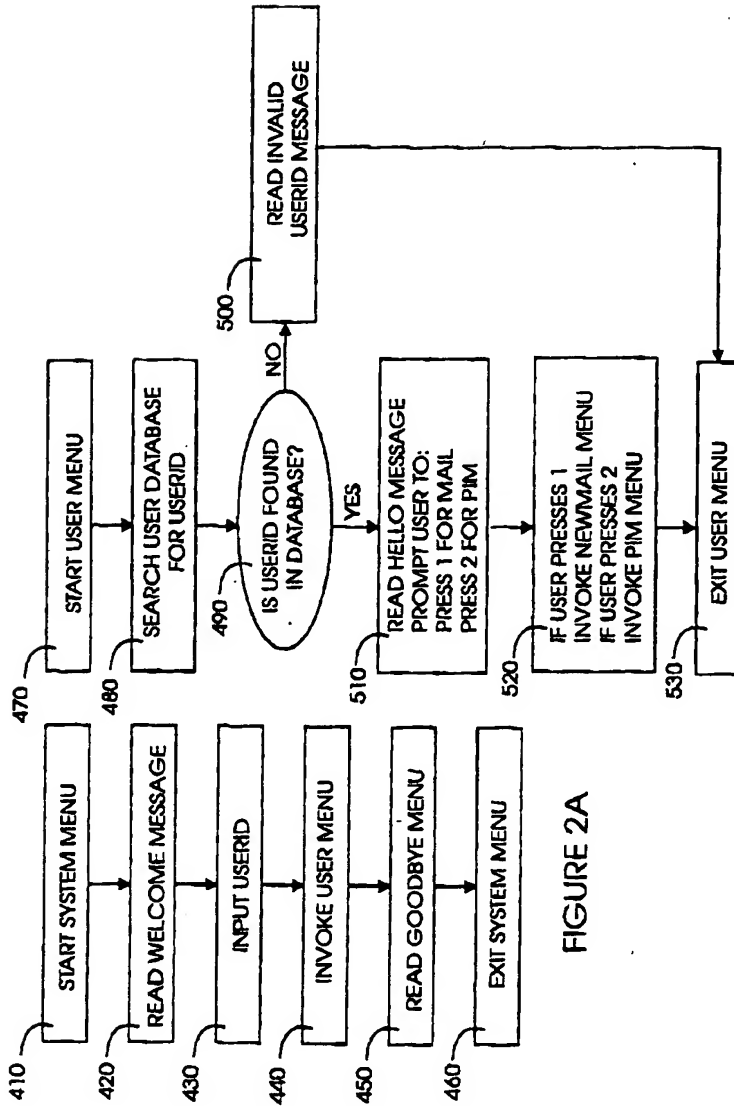 410
START SYSTEM MENU
420
READ WELCOME MESSAGE
430
INPUT USERID
440
INVOKE USER MENU
450
READ GOODBYE MENU
460
EXIT SYSTEM MENU
470
START USER MENU
480
SEARCH USER DATABASE
FOR USERID
490
IS USERID FOUND
IN DATABASE?
NO
500
READ INVALID
USERID MESSAGE
YES
510
READ HELLO MESSAGE
PROMPT USER TO:
PRESS 1 FOR MAIL
PRESS 2 FOR PIM
520
IF USER PRESSES 1
INVOKE NEWMAIL MENU
IF USER PRESSES 2
INVOKE PIM MENU
530
EXIT USER MENU
FIGURE 2A